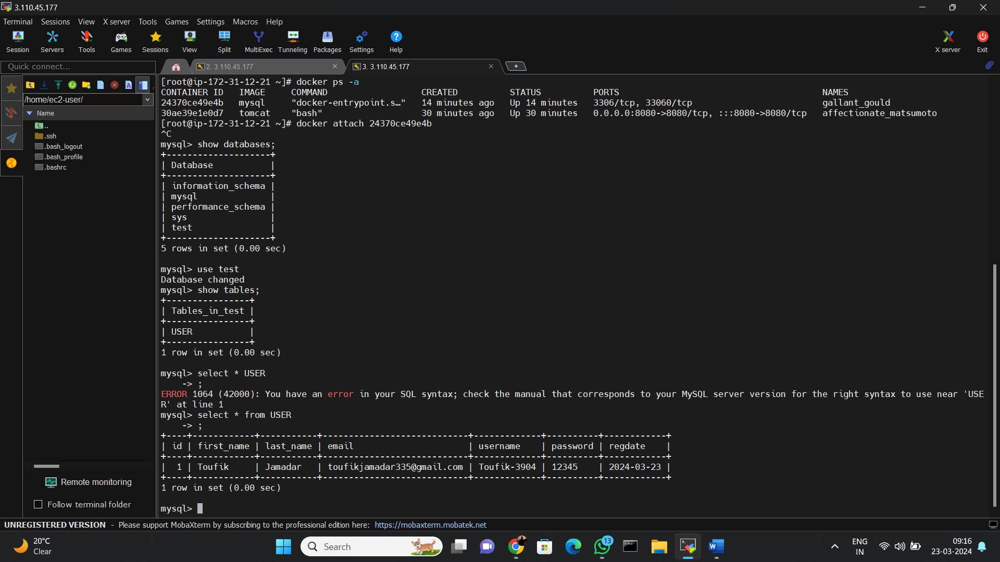 3.110.45.177
Terminal Sessions View X server Tools Games Settings Macros Help
Session Servers Tools Games Sessions View Split MultiExec Tunneling Packages Settings Help X server Exit
Quick connect...
2. 3.110.45.177
3. 3.110.45.177
/home/ec2-user/
Name
..
.ssh
.bash_logout
.bash_profile
.bashrc
Remote monitoring
Follow terminal folder
[root@ip-172-31-12-21 ~]# docker ps -a
CONTAINER ID   IMAGE     COMMAND                  CREATED          STATUS          PORTS                                       NAMES
24370ce49e4b   mysql     "docker-entrypoint.s…"   14 minutes ago   Up 14 minutes   3306/tcp, 33060/tcp                         gallant_gould
30ae39e1e0d7   tomcat    "bash"                   30 minutes ago   Up 30 minutes   0.0.0.0:8080->8080/tcp, :::8080->8080/tcp   affectionate_matsumoto
[root@ip-172-31-12-21 ~]# docker attach 24370ce49e4b
^C
mysql> show databases;
+--------------------+
| Database           |
+--------------------+
| information_schema |
| mysql              |
| performance_schema |
| sys                |
| test               |
+--------------------+
5 rows in set (0.00 sec)
mysql> use test
Database changed
mysql> show tables;
+----------------+
| Tables_in_test |
+----------------+
| USER           |
+----------------+
1 row in set (0.00 sec)
mysql> select * USER
    -> ;
ERROR 1064 (42000): You have an error in your SQL syntax; check the manual that corresponds to your MySQL server version for the right syntax to use near 'USE
R' at line 1
mysql> select * from USER
    -> ;
+----+------------+-----------+----------------------------+-------------+----------+------------+
| id | first_name | last_name | email                      | username    | password | regdate    |
+----+------------+-----------+----------------------------+-------------+----------+------------+
|  1 | Toufik     | Jamadar   | toufikjamadar335@gmail.com | Toufik-3904 | 12345    | 2024-03-23 |
+----+------------+-----------+----------------------------+-------------+----------+------------+
1 row in set (0.00 sec)
mysql>
UNREGISTERED VERSION - Please support MobaXterm by subscribing to the professional edition here: https://mobaxterm.mobatek.net
20°C
Clear
Search
13
ENG
IN
09:16
23-03-2024